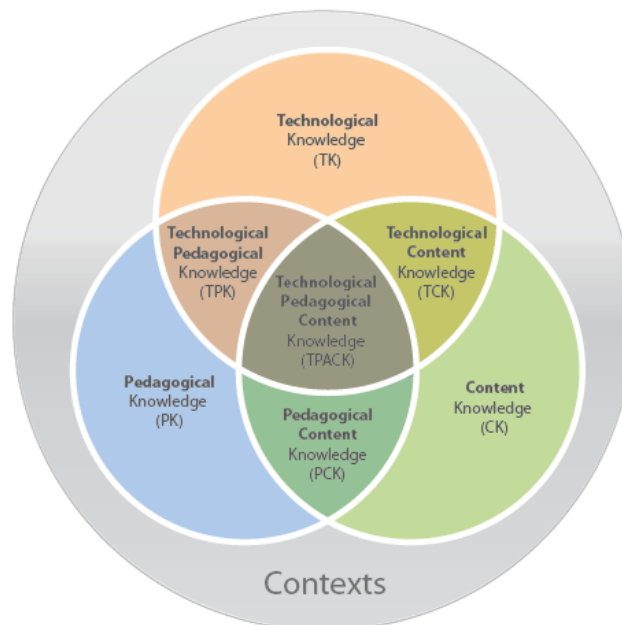 Technological
Knowledge
(TK)
Technological
Pedagogical
Knowledge
(TPK)
Technological
Content
Knowledge
(TCK)
Technological
Pedagogical
Content
Knowledge
(TPACK)
Pedagogical
Knowledge
(PK)
Content
Knowledge
(CK)
Pedagogical
Content
Knowledge
(PCK)
Contexts